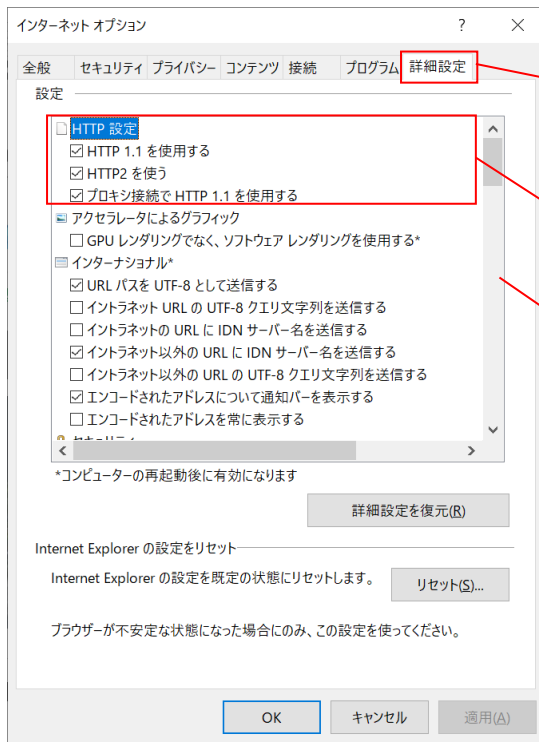 インターネット オプション
?
×
全般 セキュリティ プライバシー コンテンツ 接続 プログラム 詳細設定
設定
HTTP 設定
HTTP 1.1 を使用する
HTTP2 を使う
プロキシ接続で HTTP 1.1 を使用する
アクセラレータによるグラフィック
GPU レンダリングでなく、ソフトウェア レンダリングを使用する*
インターナショナル*
URL パスを UTF-8 として送信する
イントラネット URL の UTF-8 クエリ文字列を送信する
イントラネットの URL に IDN サーバー名を送信する
イントラネット以外の URL に IDN サーバー名を送信する
イントラネット以外の URL の UTF-8 クエリ文字列を送信する
エンコードされたアドレスについて通知バーを表示する
エンコードされたアドレスを常に表示する
*コンピューターの再起動後に有効になります
詳細設定を復元(R)
Internet Explorer の設定をリセット
Internet Explorer の設定を既定の状態にリセットします。
リセット(S)...
ブラウザーが不安定な状態になった場合にのみ、この設定を使ってください。
OK キャンセル 適用(A)